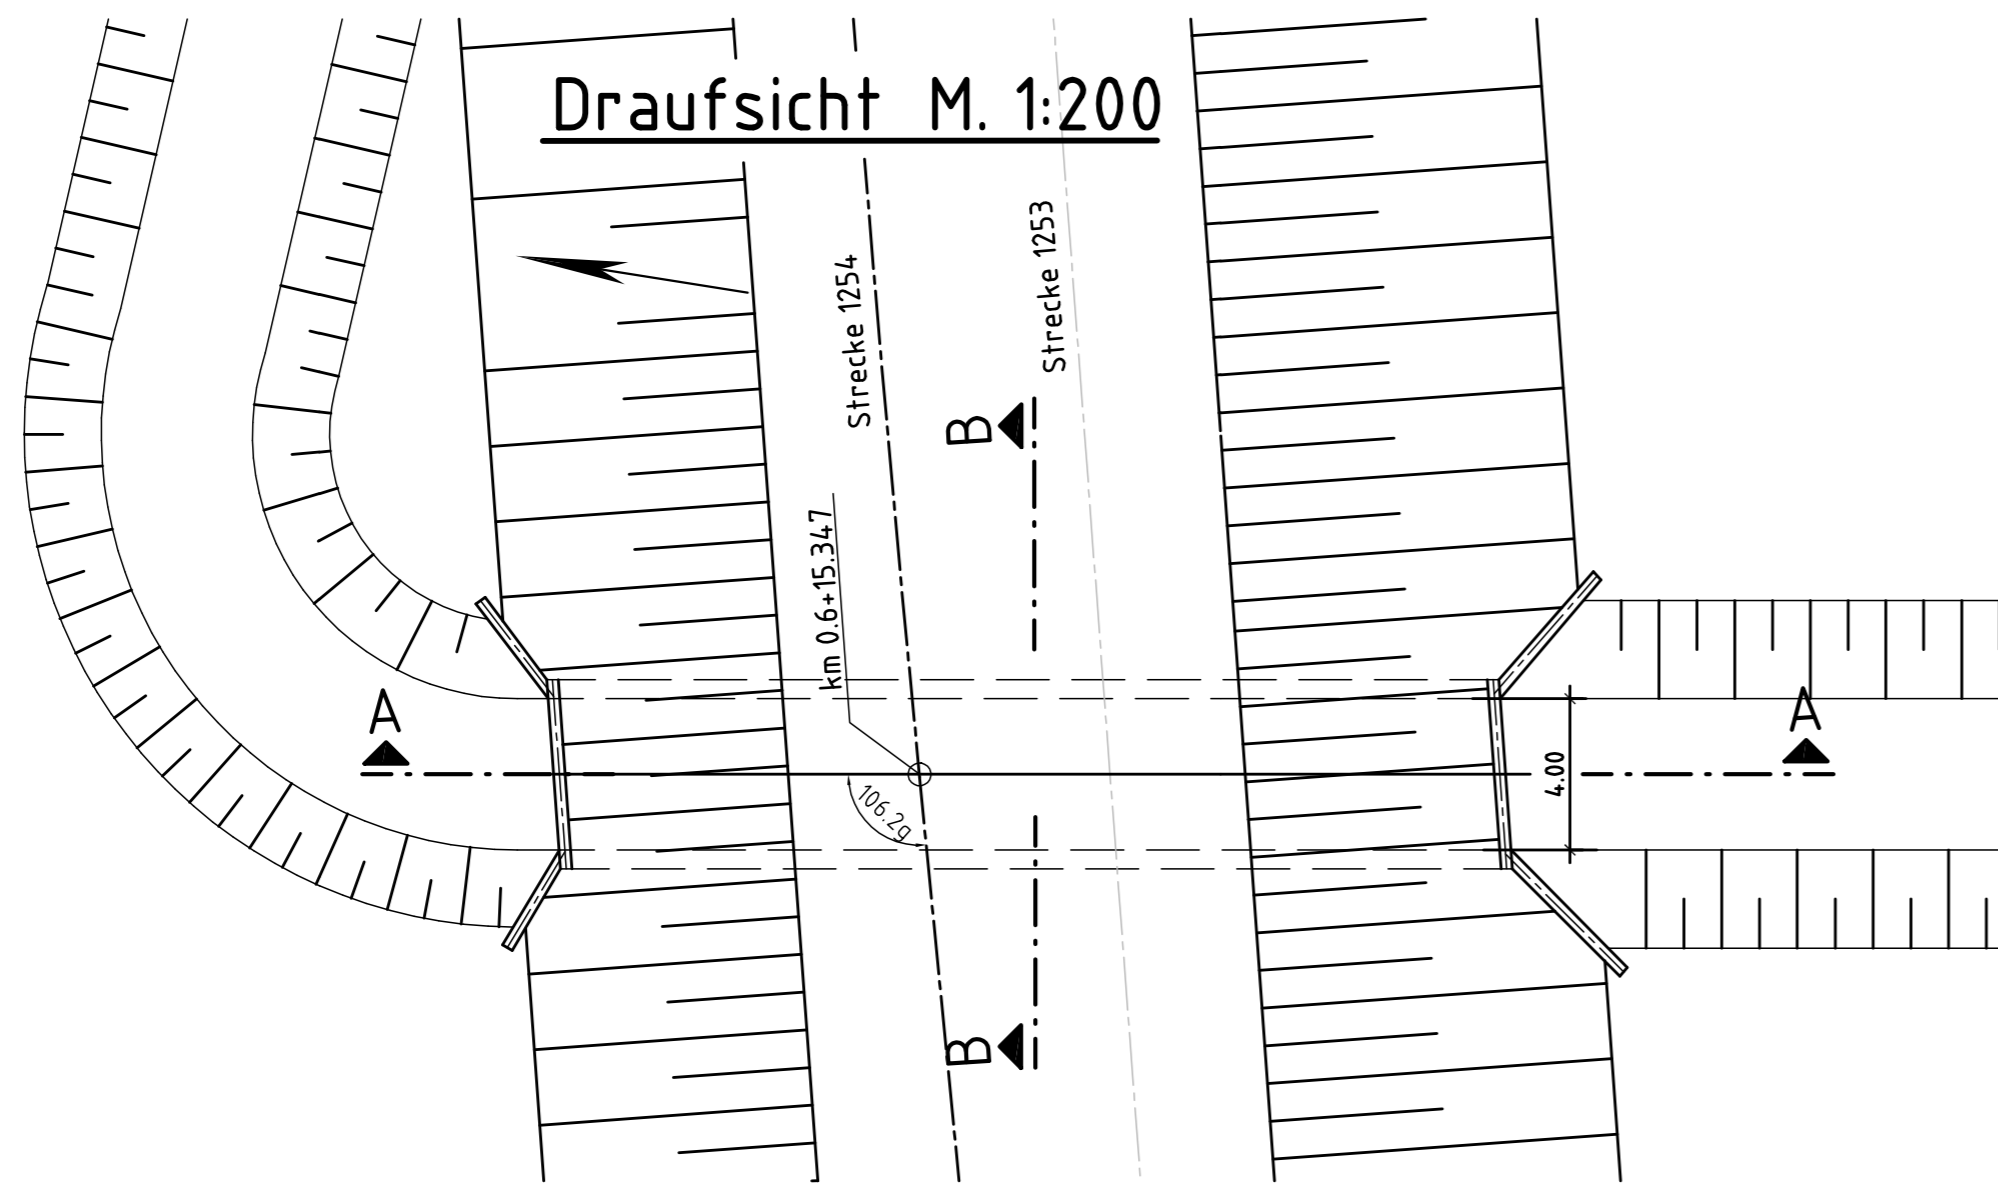 Draufsicht M. 1:200
Strecke 1253
Strecke 1254
B
km 0.6+15.347
A
A
4.00
106.2g
B